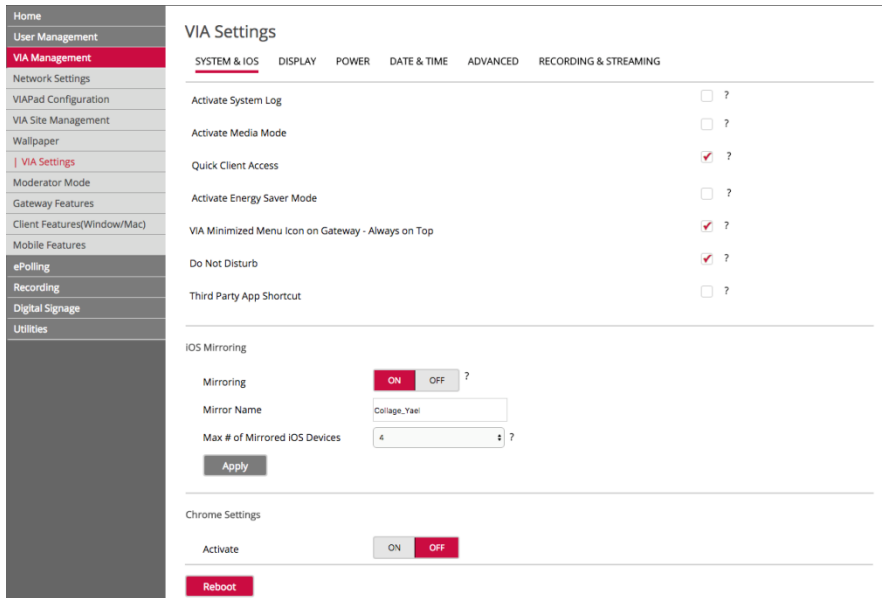 Home
User Management
VIA Management
Network Settings
VIAPad Configuration
VIA Site Management
Wallpaper
| VIA Settings
Moderator Mode
Gateway Features
Client Features(Window/Mac)
Mobile Features
ePolling
Recording
Digital Signage
Utilities
VIA Settings
SYSTEM & IOS DISPLAY POWER DATE & TIME ADVANCED RECORDING & STREAMING
Activate System Log ?
Activate Media Mode ?
Quick Client Access ?
Activate Energy Saver Mode ?
VIA Minimized Menu Icon on Gateway - Always on Top ?
Do Not Disturb ?
Third Party App Shortcut ?
iOS Mirroring
Mirroring ON OFF ?
Mirror Name Collage_Yael
Max # of Mirrored iOS Devices 4 ?
Apply
Chrome Settings
Activate ON OFF
Reboot